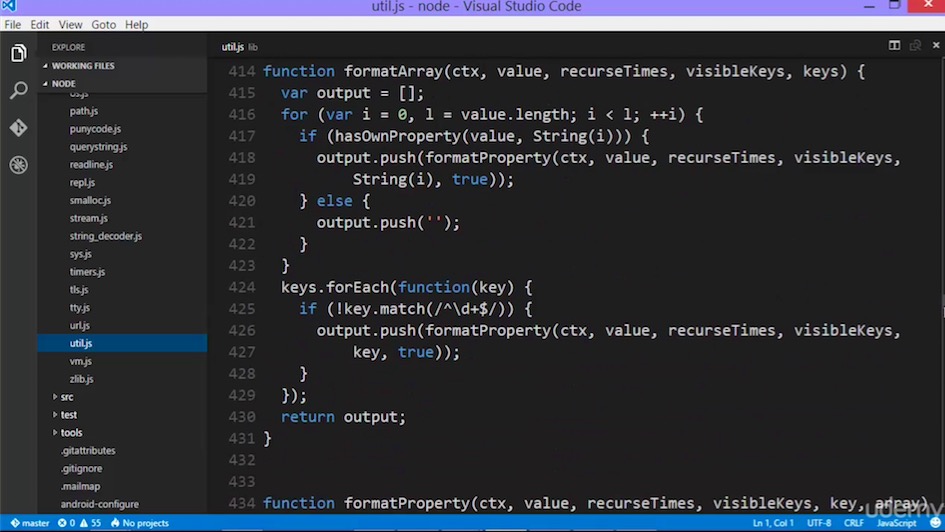 util.js - node - Visual Studio Code
File Edit View Goto Help
EXPLORE
WORKING FILES
NODE
os.js
path.js
punycode.js
querystring.js
readline.js
repl.js
smalloc.js
stream.js
string_decoder.js
sys.js
timers.js
tls.js
tty.js
url.js
util.js
vm.js
zlib.js
src
test
tools
.gitattributes
.gitignore
.mailmap
android-configure
util.js lib
414 function formatArray(ctx, value, recurseTimes, visibleKeys, keys) {
415 var output = [];
416 for (var i = 0, l = value.length; i < l; ++i) {
417 if (hasOwnProperty(value, String(i))) {
418 output.push(formatProperty(ctx, value, recurseTimes, visibleKeys,
419 String(i), true));
420 } else {
421 output.push('');
422 }
423 }
424 keys.forEach(function(key) {
425 if (!key.match(/^\d+$/)) {
426 output.push(formatProperty(ctx, value, recurseTimes, visibleKeys,
427 key, true));
428 }
429 });
430 return output;
431 }
432
433
434 function formatProperty(ctx, value, recurseTimes, visibleKeys, key, array)
udemy
master 0 55 No projects
Ln 1, Col 1 UTF-8 CRLF JavaScript